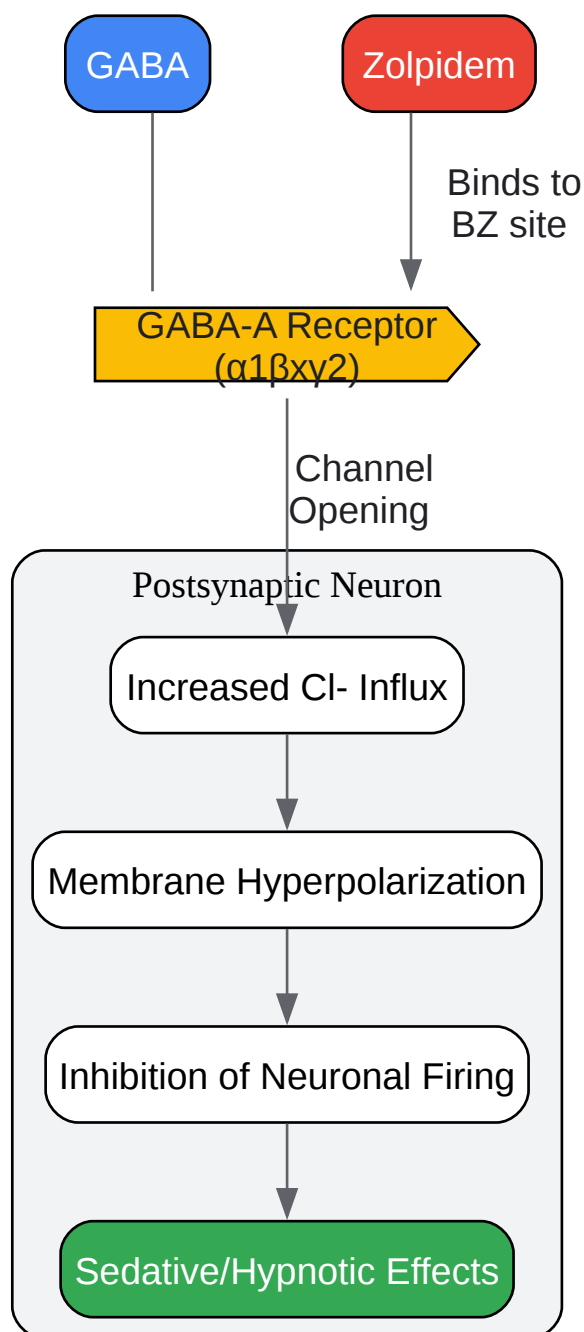 GABA
Zolpidem
Binds to
BZ site
GABA-A Receptor
(α1βxγ2)
Channel
Opening
Postsynaptic Neuron
Increased Cl- Influx
Membrane Hyperpolarization
Inhibition of Neuronal Firing
Sedative/Hypnotic Effects